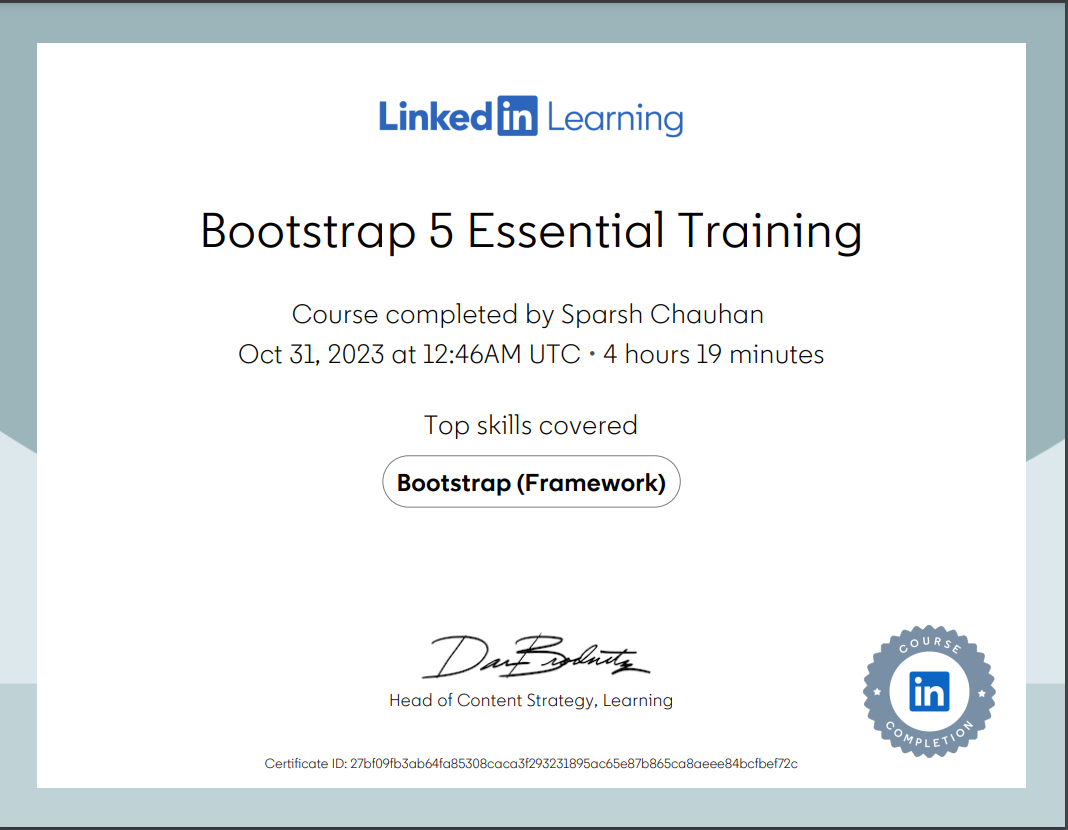 Linked in Learning
Bootstrap 5 Essential Training
Course completed by Sparsh Chauhan
Oct 31, 2023 at 12:46AM UTC • 4 hours 19 minutes
Top skills covered
Bootstrap (Framework)
Dan Brodnitz
Head of Content Strategy, Learning
COURSE
in
COMPLETION
Certificate ID: 27bf09fb3ab64fa85308caca3f293231895ac65e87b865ca8aeee84bcfbef72c